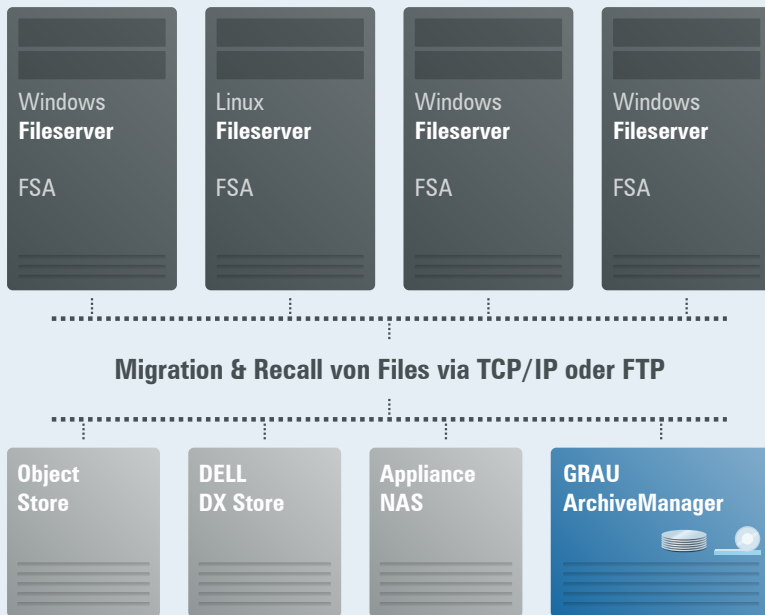 Windows
Fileserver
FSA
Linux
Fileserver
FSA
Windows
Fileserver
FSA
Windows
Fileserver
FSA
Migration & Recall von Files via TCP/IP oder FTP
Object
Store
DELL
DX Store
Appliance
NAS
GRAU
ArchiveManager